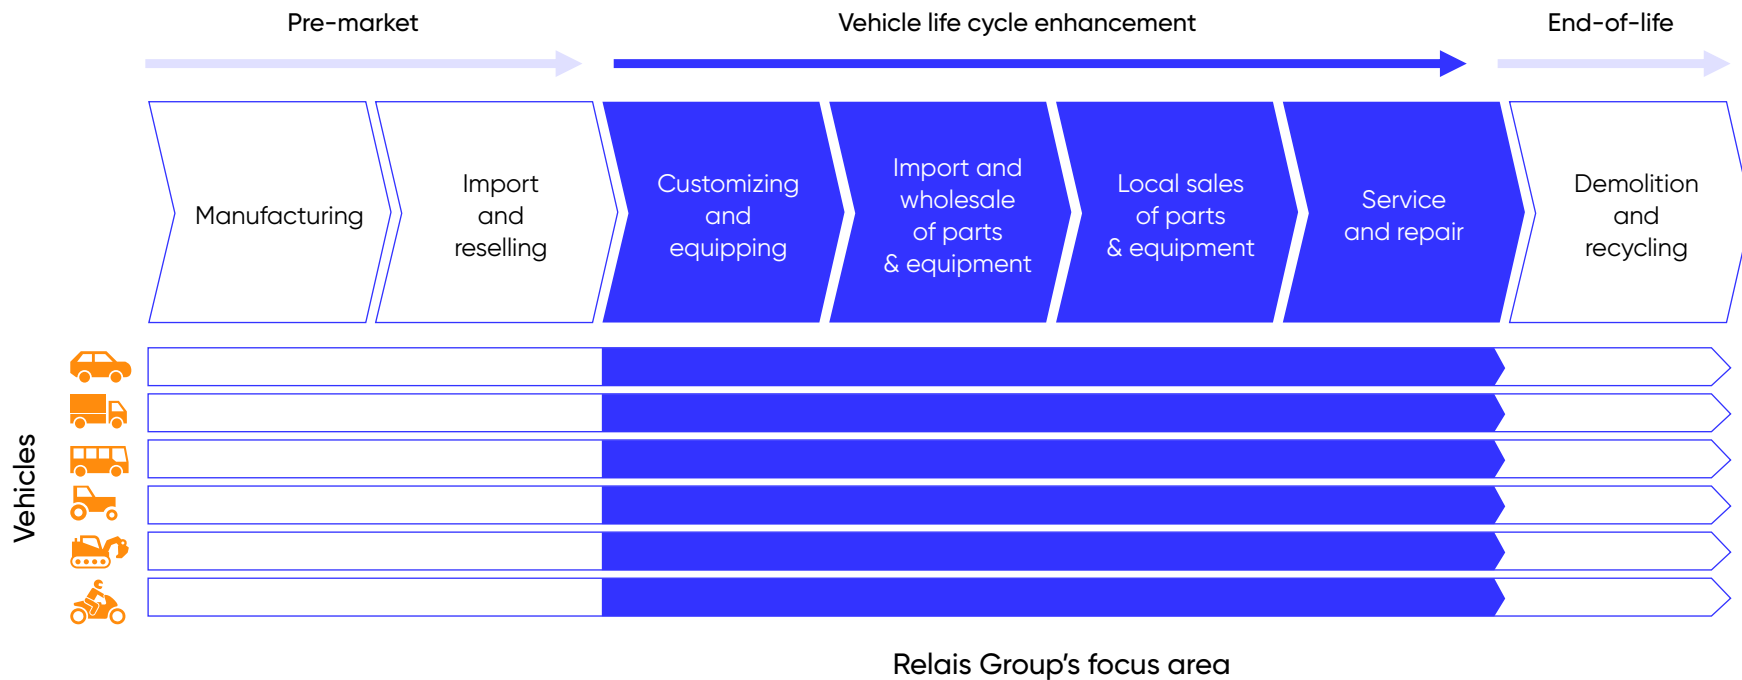 Pre-market
Vehicle life cycle enhancement
End-of-life
Manufacturing
Import
and
reselling
Customizing
and
equipping
Import and
wholesale
of parts
& equipment
Local sales
of parts
& equipment
Service
and repair
Demolition
and
recycling
Vehicles
Relais Group’s focus area